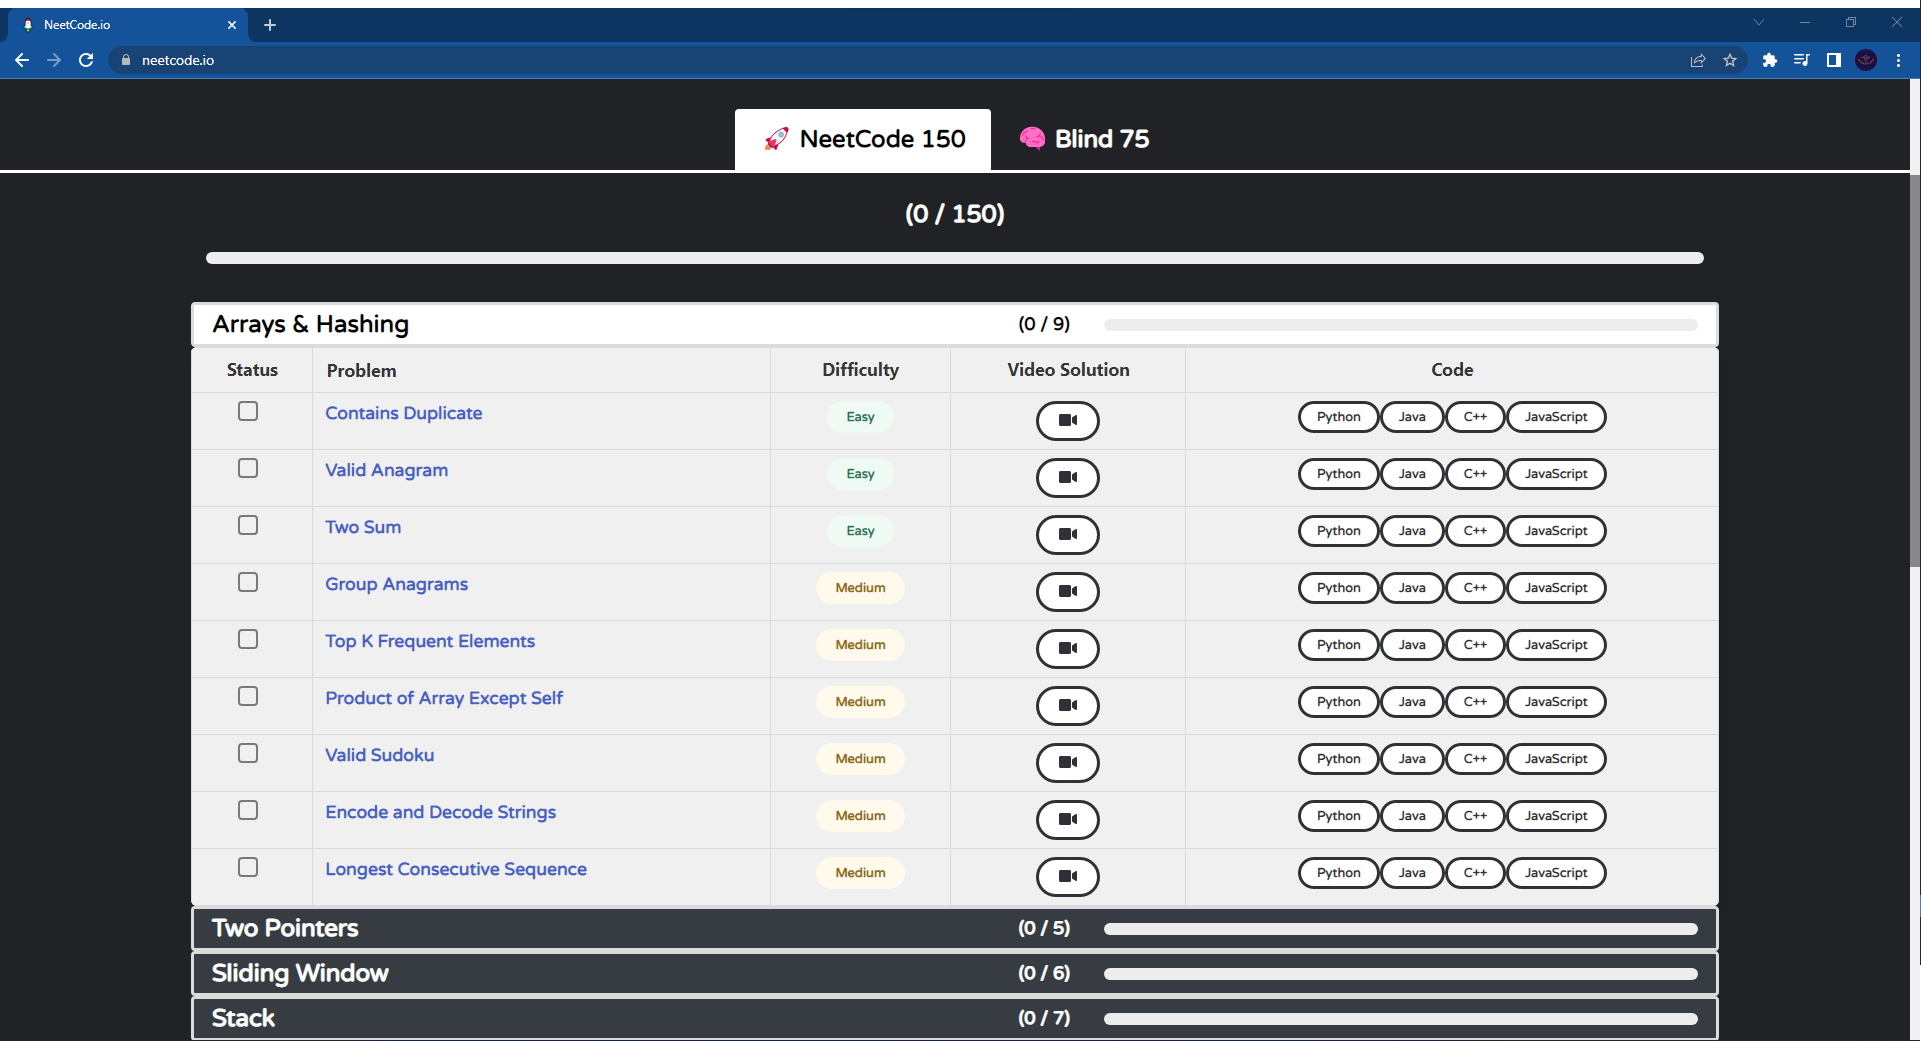 NeetCode.io
neetcode.io
NeetCode 150 Blind 75
(0 / 150)
Arrays & Hashing (0 / 9)
Status Problem Difficulty Video Solution Code
Contains Duplicate Easy Python Java C++ JavaScript
Valid Anagram Easy Python Java C++ JavaScript
Two Sum Easy Python Java C++ JavaScript
Group Anagrams Medium Python Java C++ JavaScript
Top K Frequent Elements Medium Python Java C++ JavaScript
Product of Array Except Self Medium Python Java C++ JavaScript
Valid Sudoku Medium Python Java C++ JavaScript
Encode and Decode Strings Medium Python Java C++ JavaScript
Longest Consecutive Sequence Medium Python Java C++ JavaScript
Two Pointers (0 / 5)
Sliding Window (0 / 6)
Stack (0 / 7)